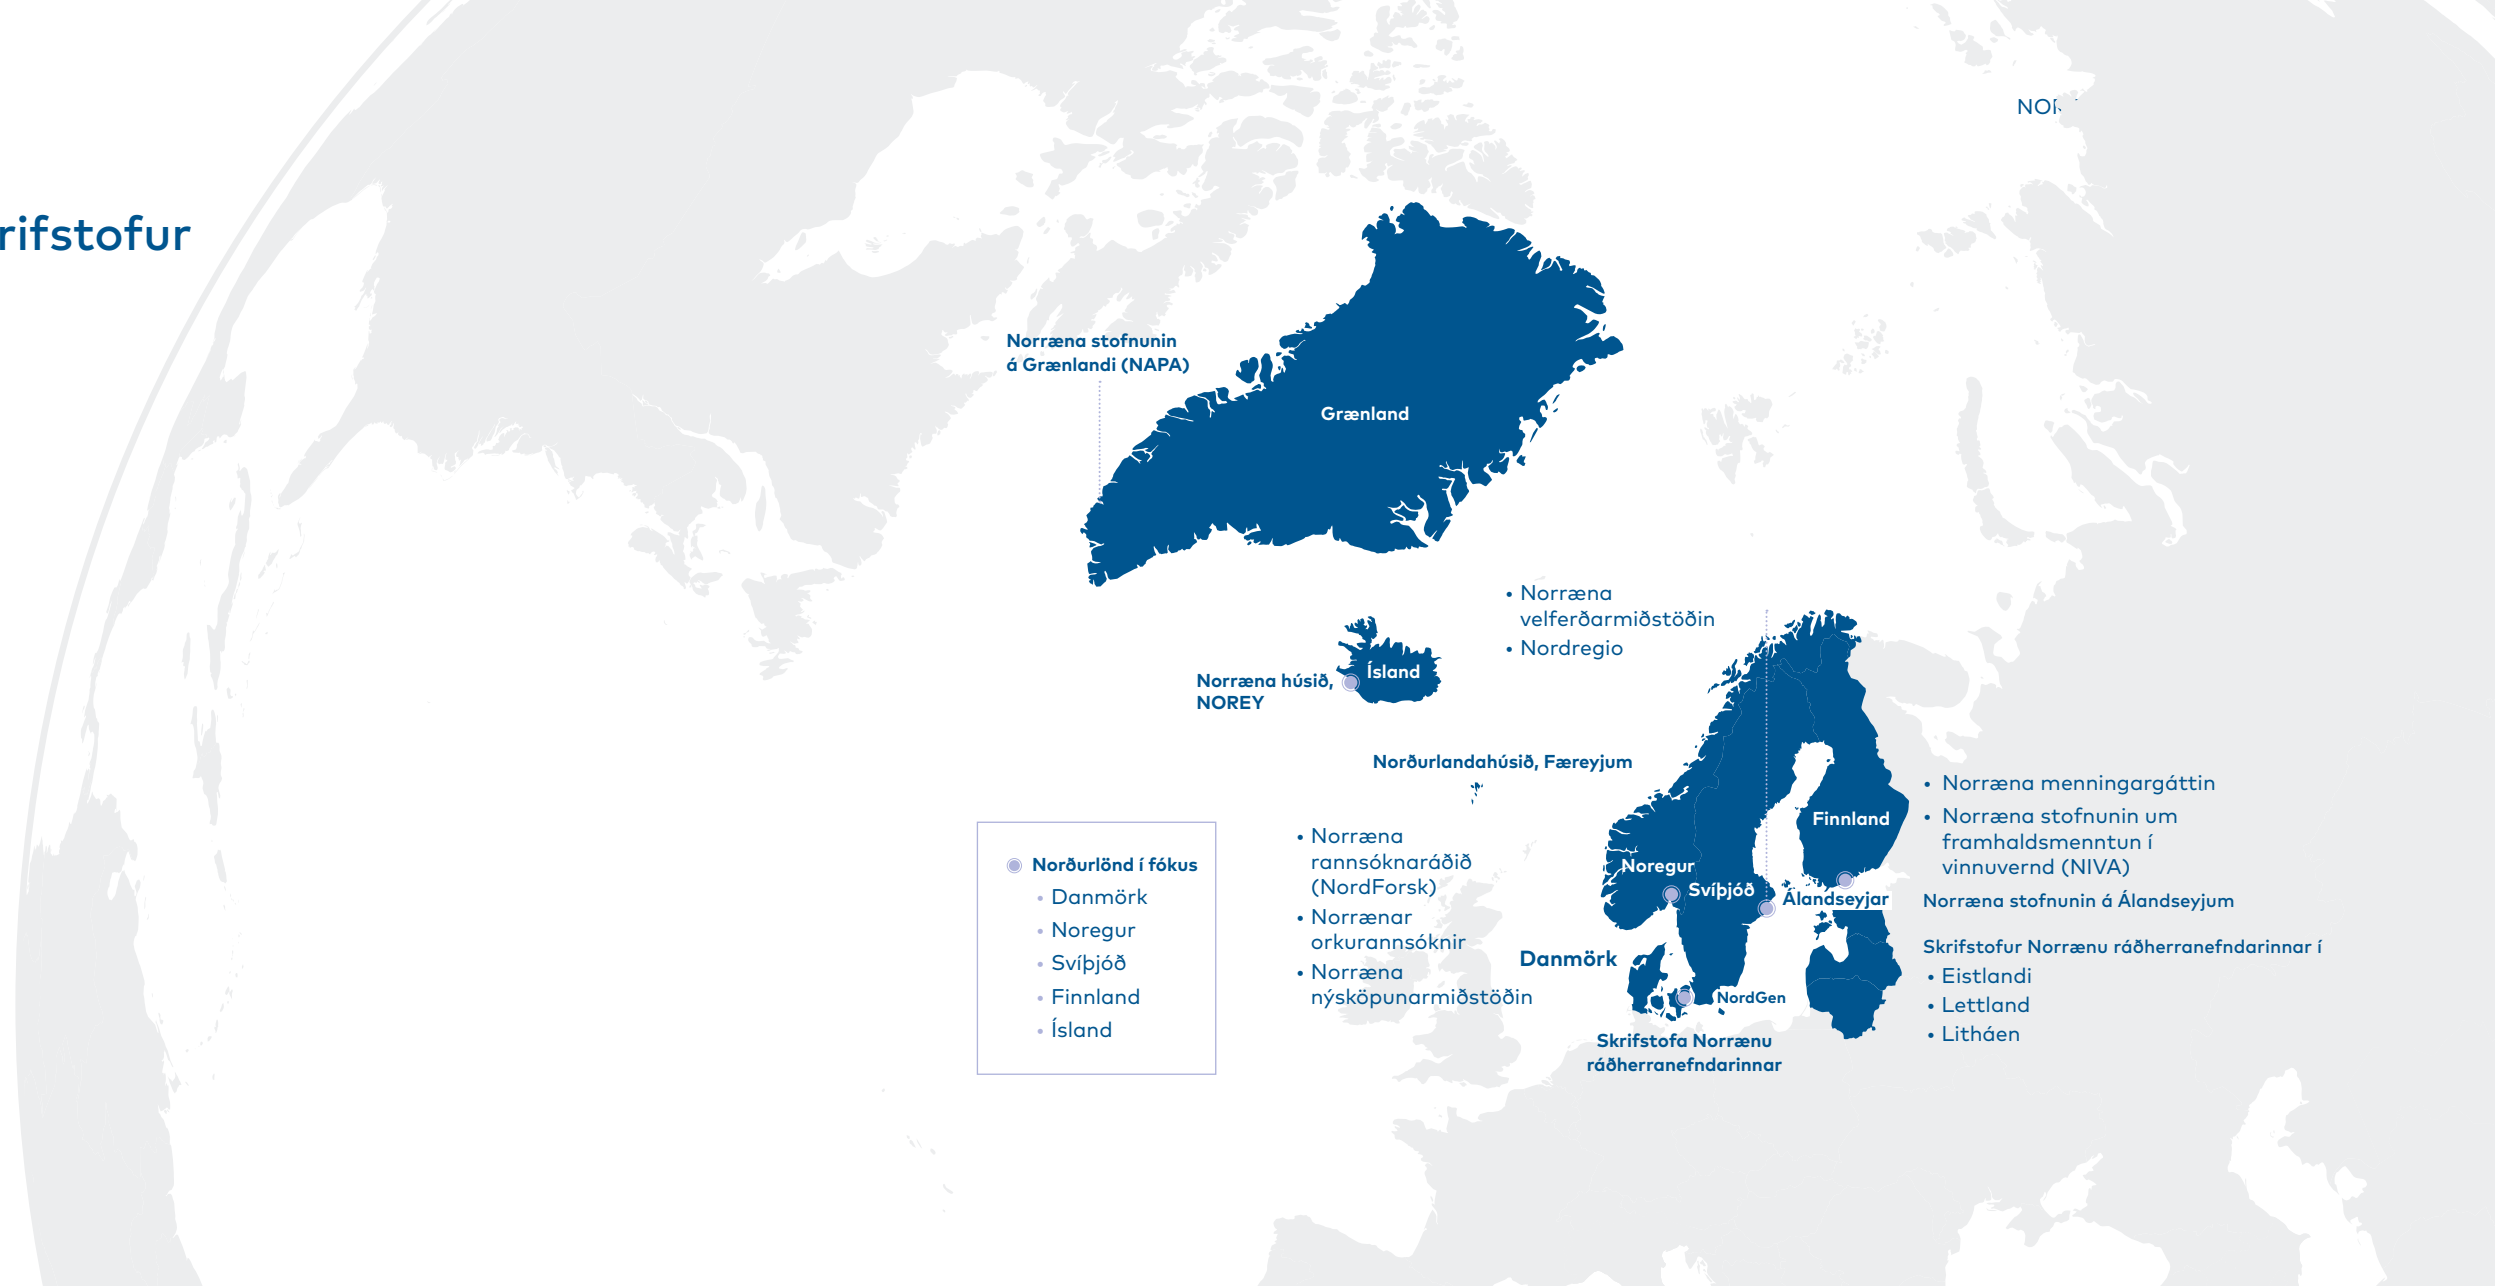 rifstofur
Norræna stofnunin
á Grænlandi (NAPA)
Grænland
• Norræna
velferðarmiðstöðin
• Nordregio
Ísland
Norræna húsið,
NOREY
Norðurlandahúsið, Færeyjum
• Norræna
rannsóknaráðið
(NordForsk)
• Norrænar
orkurannsóknir
• Norræna
nýsköpunarmiðstöðin
Norðurlönd í fókus
• Danmörk
• Noregur
• Svíþjóð
• Finnland
• Ísland
Noregur
Svíþjóð
Finnland
Álandseyjar
Danmörk
NordGen
Skrifstofa Norrænu
ráðherranefndarinnar
• Norræna menningargáttin
• Norræna stofnunin um
framhaldsmenntun í
vinnuvernd (NIVA)
Norræna stofnunin á Álandseyjum
Skrifstofur Norrænu ráðherranefndarinnar í
• Eistlandi
• Lettland
• Litháen